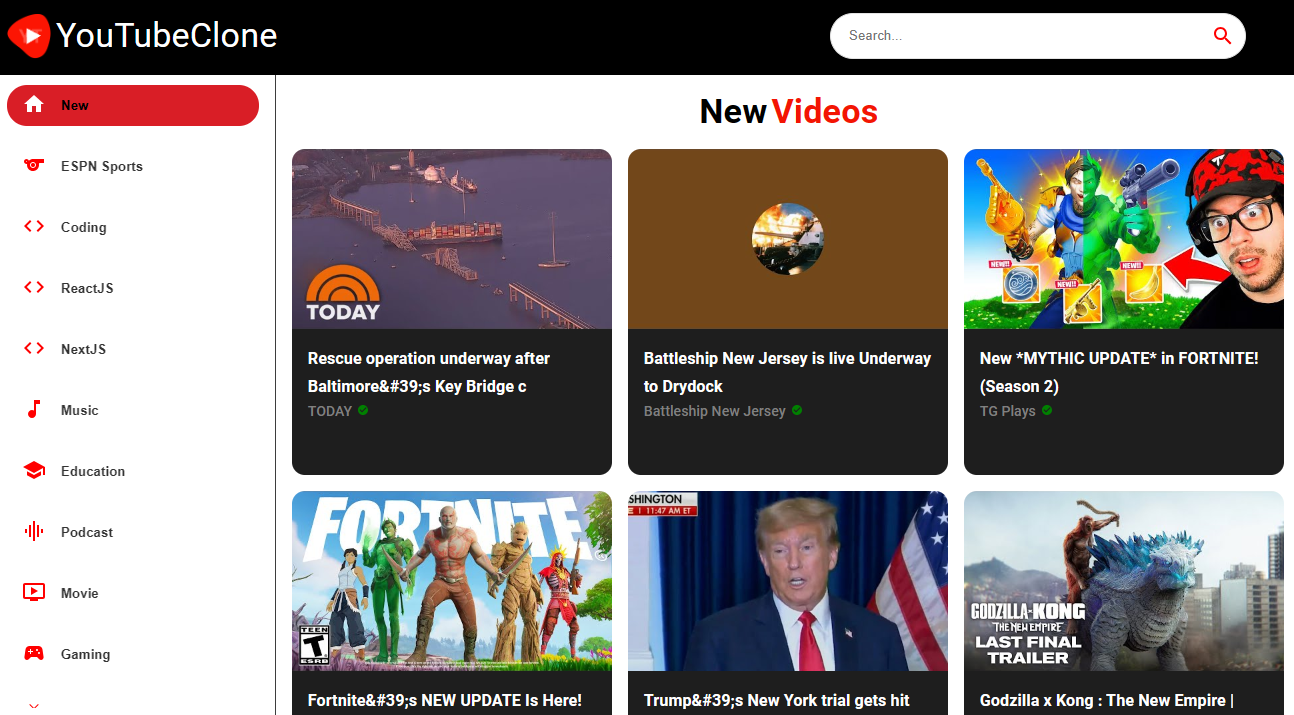 YouTubeClone
Search...
New
ESPN Sports
Coding
ReactJS
NextJS
Music
Education
Podcast
Movie
Gaming
New Videos
TODAY
Rescue operation underway after
Baltimore&#39;s Key Bridge c
TODAY
Battleship New Jersey is live Underway
to Drydock
Battleship New Jersey
NEW!!
NEW!!
NEW!!
New *MYTHIC UPDATE* in FORTNITE!
(Season 2)
TG Plays
FORTNITE
TEEN
T
ESRB
Fortnite&#39;s NEW UPDATE Is Here!
SHINGTON
E | 11:47 AM ET
Trump&#39;s New York trial gets hit
GODZILLA x KONG
THE NEW EMPIRE
LAST FINAL
TRAILER
Godzilla x Kong : The New Empire |